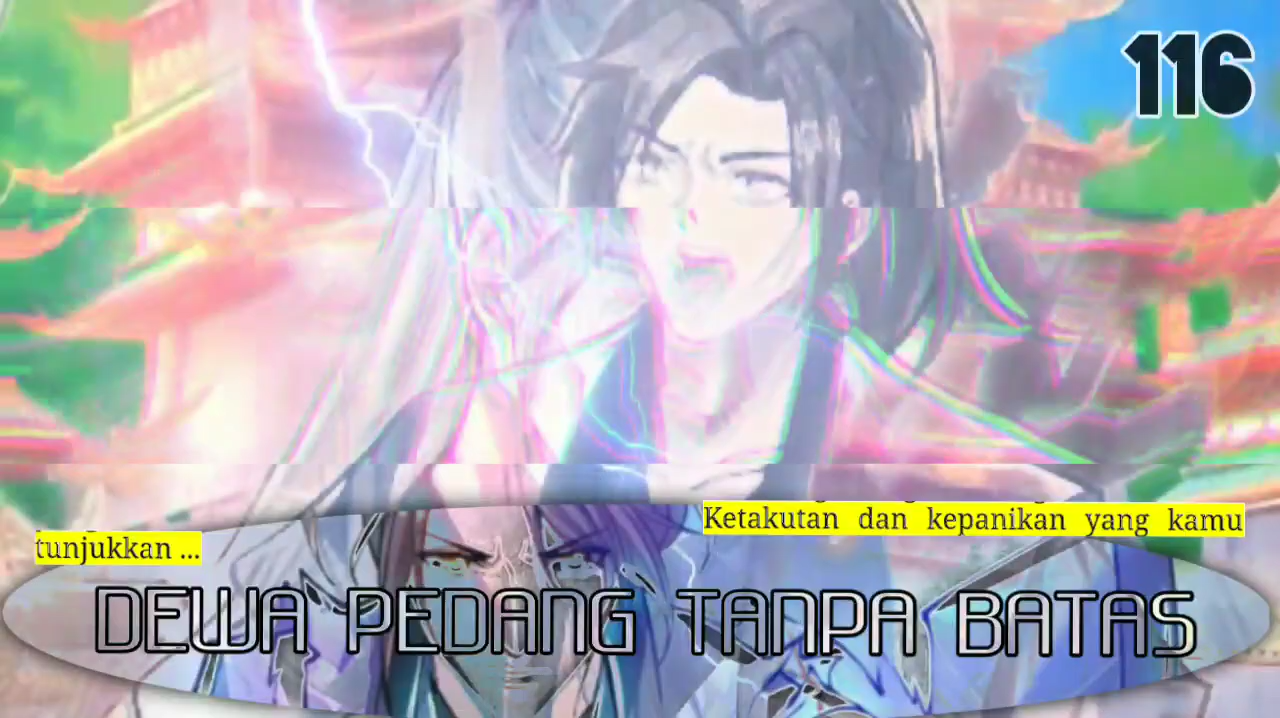 116
Ketakutan dan kepanikan yang kamu
tunjukkan ...
DEWA PEDANG TANPA BATAS